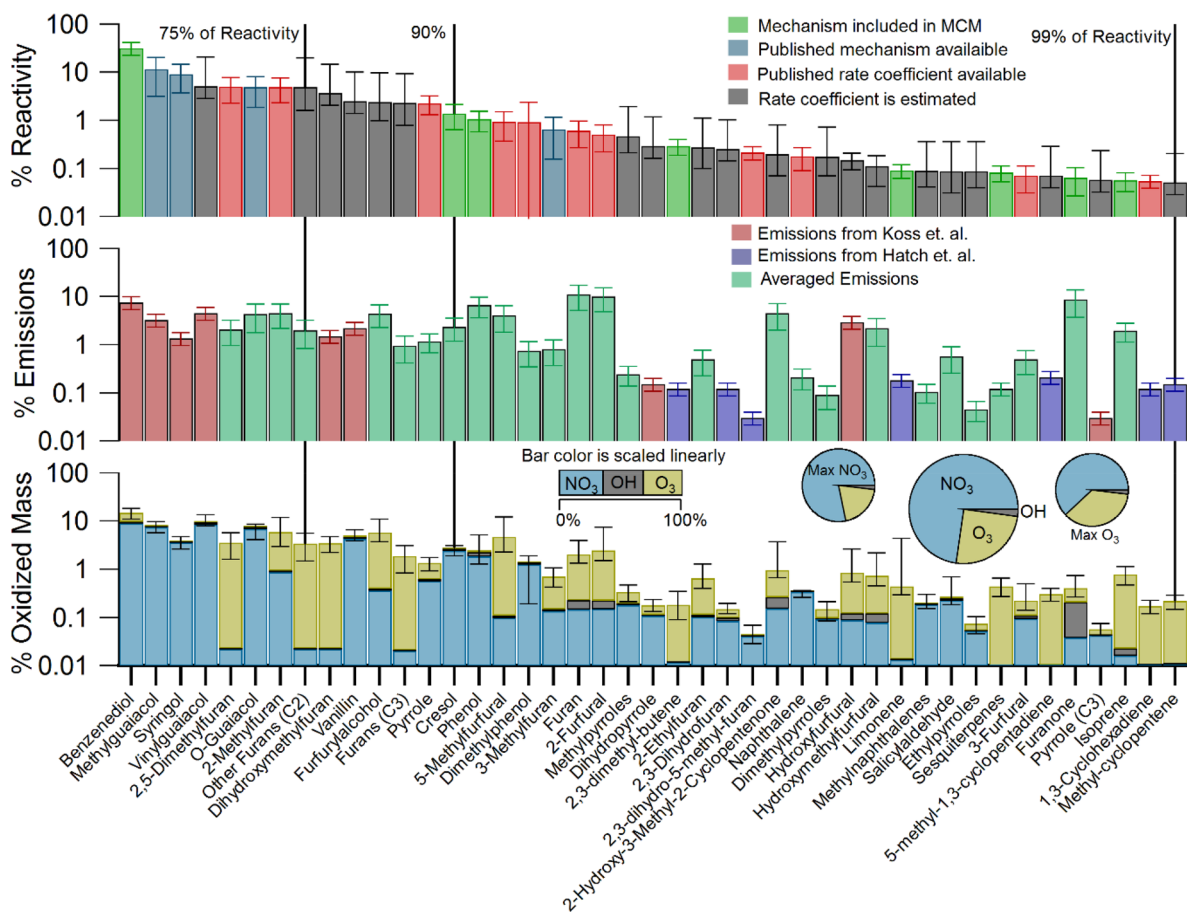 100
10
1
0.1
0.01
% Reactivity
75% of Reactivity
90%
99% of Reactivity
Mechanism included in MCM
Published mechanism available
Published rate coefficient available
Rate coefficient is estimated
100
10
1
0.1
0.01
% Emissions
Emissions from Koss et. al.
Emissions from Hatch et. al.
Averaged Emissions
100
10
1
0.1
0.01
% Oxidized Mass
Bar color is scaled linearly
NO3 OH O3
0% 100%
Max NO3
NO3
OH
O3
Max O3
Benzenediol
Methylguaiacol
Syringol
Vinylguaiacol
2,5-Dimethylfuran
O-Guaiacol
2-Methylfuran
Other Furans (C2)
Dihydroxmethylfuran
Vanilin
Furfurylalcohol
Furans (C3)
Pyrrole
Cresol
Phenol
5-Methylfurfural
Dimethylphenol
3-Methylfuran
Furan
2-Furfural
Methylpyrroles
Dihydropyrrole
2,3-dimethyl-butene
2-Ethylfuran
2,3-Dihydrofuran
2,3-dihydro-5-methyl-furan
2-Hydroxy-3-Methyl-2-Cyclopentenone
Naphthalene
Dimethylpyrroles
Hydroxyfurfural
Hydroxymethylfurfural
Limonene
Methylnaphthalenes
Salicylaldehyde
Ethylpyrroles
Sesquiterpenes
3-Furfural
5-methyl-1,3-cyclopentadiene
Furanone
Pyrrole (C3)
Isoprene
1,3-Cyclohexadiene
Methyl-cyclopentene